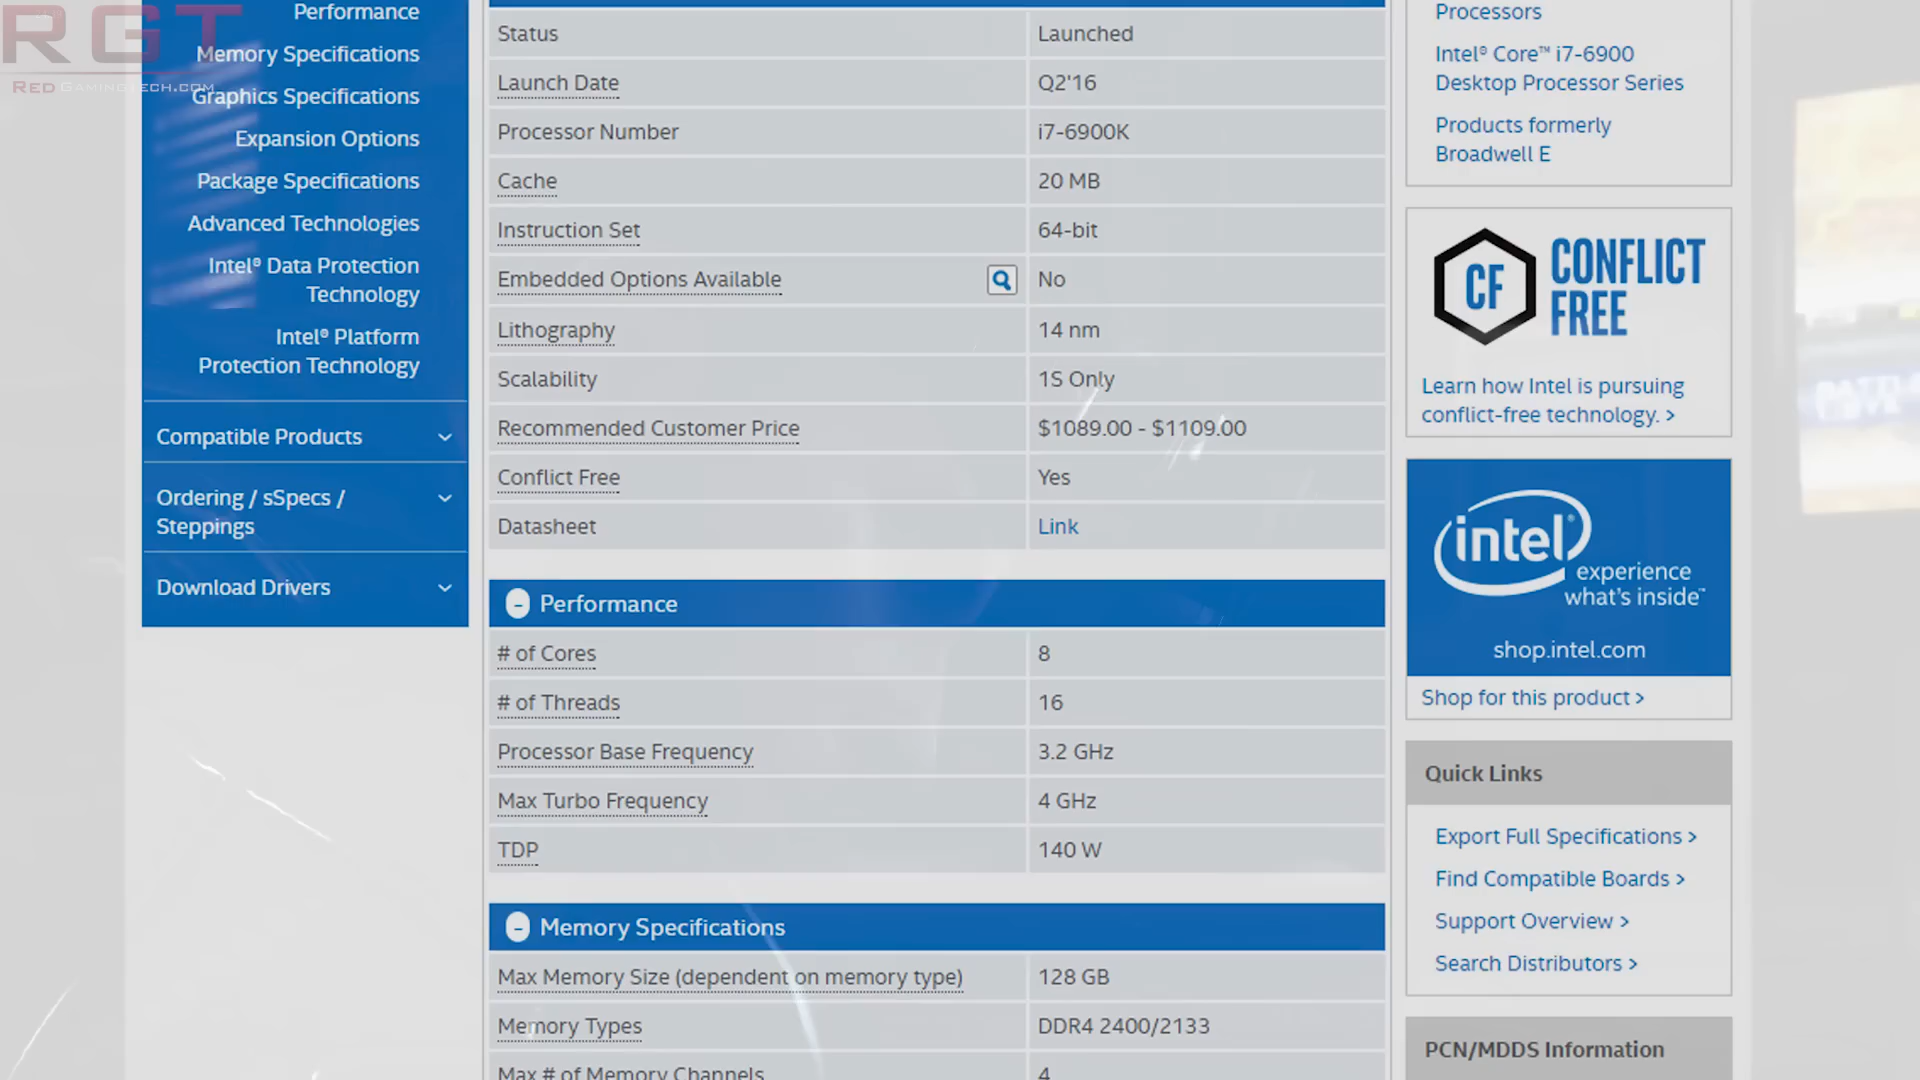 RGT
RED GAMINGTECH.COM
Performance
Memory Specifications
Graphics Specifications
Expansion Options
Package Specifications
Advanced Technologies
Intel® Data Protection
Technology
Intel® Platform
Protection Technology
Compatible Products
Ordering / sSpecs /
Steppings
Download Drivers
Status Launched
Launch Date Q2'16
Processor Number i7-6900K
Cache 20 MB
Instruction Set 64-bit
Embedded Options Available No
Lithography 14 nm
Scalability 1S Only
Recommended Customer Price $1089.00 - $1109.00
Conflict Free Yes
Datasheet Link
- Performance
# of Cores 8
# of Threads 16
Processor Base Frequency 3.2 GHz
Max Turbo Frequency 4 GHz
TDP 140 W
- Memory Specifications
Max Memory Size (dependent on memory type) 128 GB
Memory Types DDR4 2400/2133
Max # of Memory Channels 4
Processors
Intel® Core™ i7-6900
Desktop Processor Series
Products formerly
Broadwell E
CF CONFLICT
FREE
Learn how Intel is pursuing
conflict-free technology. >
intel®
experience
what's inside™
shop.intel.com
Shop for this product >
Quick Links
Export Full Specifications >
Find Compatible Boards >
Support Overview >
Search Distributors >
PCN/MDDS Information